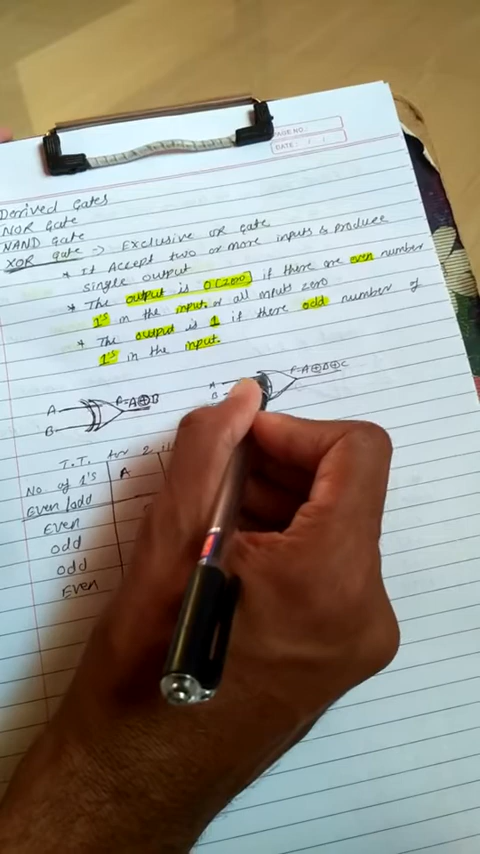 PAGE NO.
DATE: / /
Derived Gates
NOR Gate
NAND Gate
XOR gate => Exclusive OR gate
* It Accept two or more inputs & produce
single output
* The output is 0 (zero) if there are even number
1's in the input. or all inputs zero
* The output is 1 if there odd number of
1's in the input.
A
B
F=A⊕B
A
B
F=A⊕B⊕C
T.T. for 2
No of 1's A
Even/odd
Even
odd
odd
Even